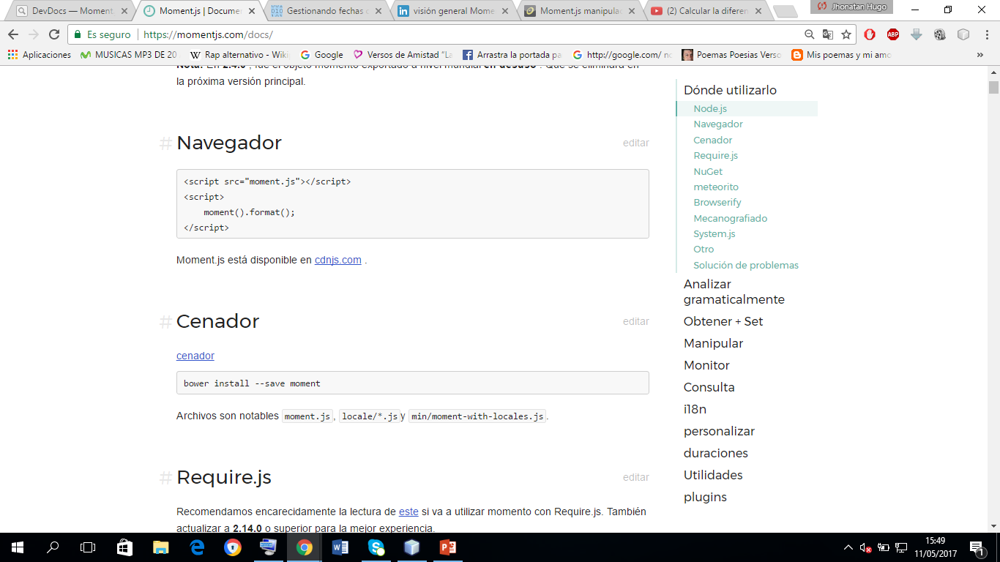 DevDocs — Moment
Moment.js | Docume
Gestionando fechas
visión general Mome
Moment.js manipula
(2) Calcular la diferen
Jhonatan Hugo
Es seguro
https://momentjs.com/docs/
Aplicaciones
MUSICAS MP3 DE 20
Rap alternativo - Wiki
Google
Versos de Amistad "La
Arrastra la portada pa
http://google.com/ no
Poemas Poesias Verso
Mis poemas y mi amo
»
Nota: En 2.4.0 , fue el objeto momento exportado a nivel mundial en desuso . Que se eliminará en
la próxima versión principal.
# Navegador
editar
<script src="moment.js"></script>
<script>
moment().format();
</script>
Moment.js está disponible en cdnjs.com .
# Cenador
editar
cenador
bower install --save moment
Archivos son notables moment.js, locale/*.js y min/moment-with-locales.js.
# Require.js
editar
Recomendamos encarecidamente la lectura de este si va a utilizar momento con Require.js. También
actualizar a 2.14.0 o superior para la mejor experiencia.
Dónde utilizarlo
Node.js
Navegador
Cenador
Require.js
NuGet
meteorito
Browserify
Mecanografiado
System.js
Otro
Solución de problemas
Analizar
gramaticalmente
Obtener + Set
Manipular
Monitor
Consulta
i18n
personalizar
duraciones
Utilidades
plugins
15:49
11/05/2017
1